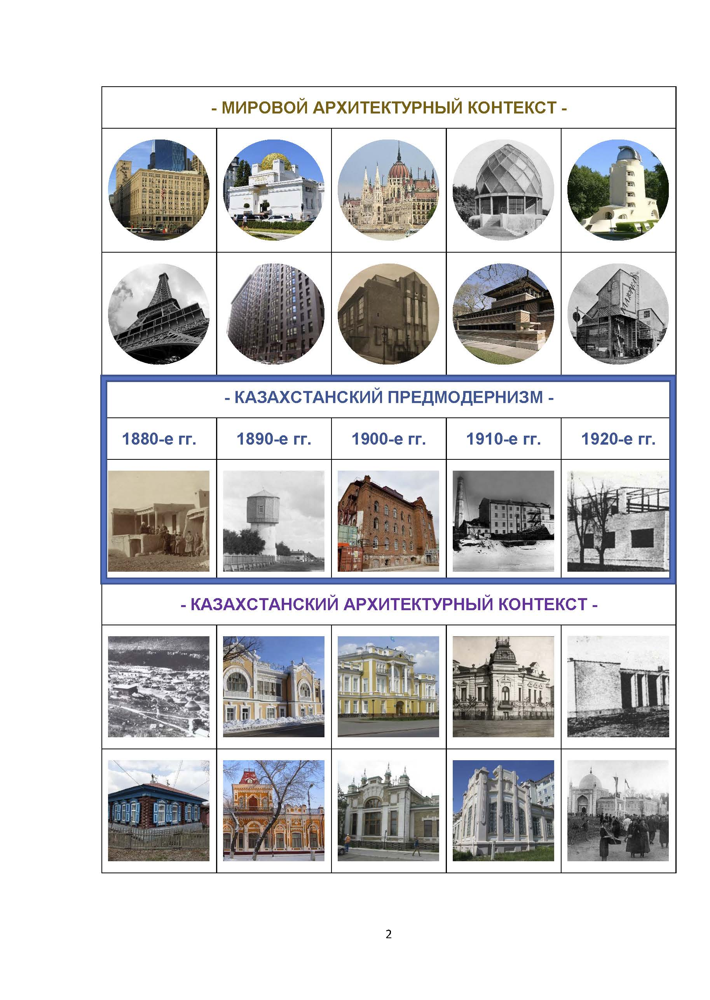 - МИРОВОЙ АРХИТЕКТУРНЫЙ КОНТЕКСТ -
МАХОРКА
- КАЗАХСТАНСКИЙ ПРЕДМОДЕРНИЗМ -
1880-е гг.
1890-е гг.
1900-е гг.
1910-е гг.
1920-е гг.
- КАЗАХСТАНСКИЙ АРХИТЕКТУРНЫЙ КОНТЕКСТ -
2